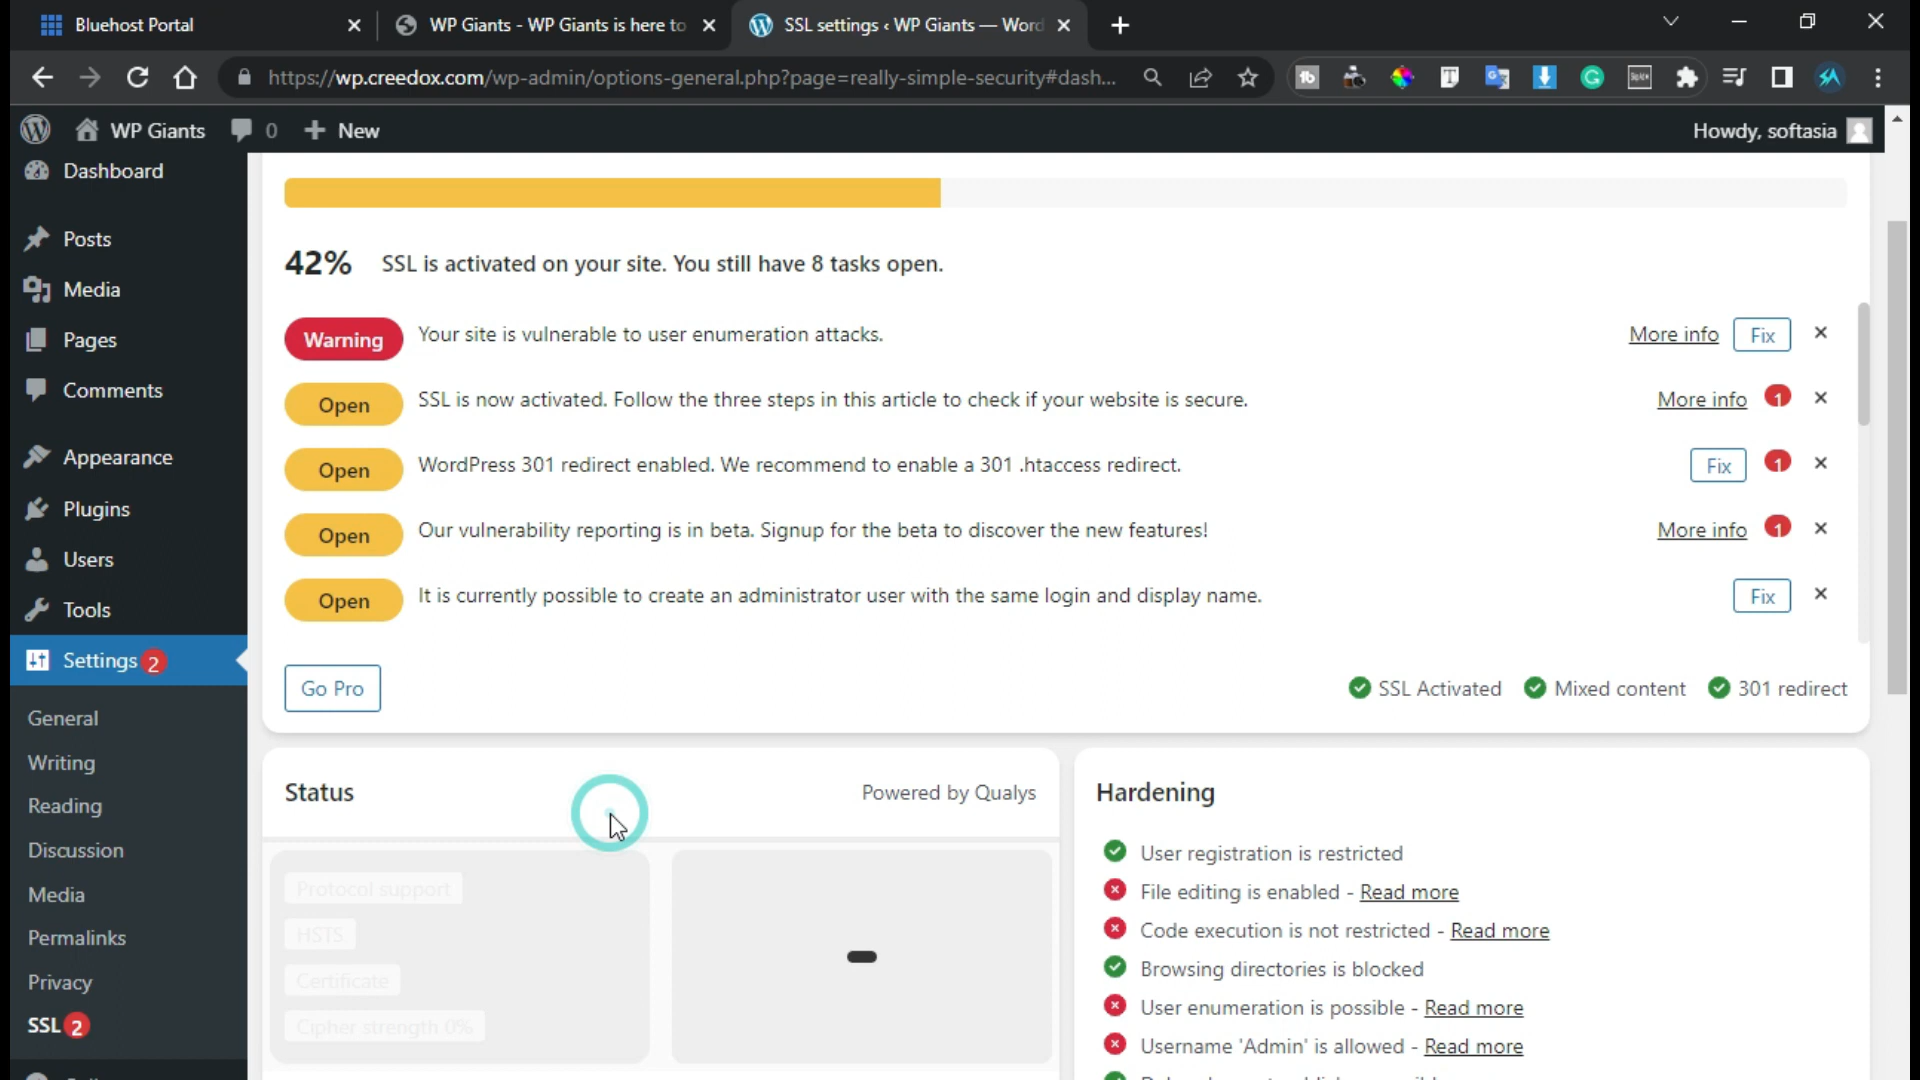 Bluehost Portal
WP Giants - WP Giants is here to
SSL settings ‹ WP Giants — Word
https://wp.creedox.com/wp-admin/options-general.php?page=really-simple-security#dash...
WP Giants 0 + New
Howdy, softasia
Dashboard
Posts
Media
Pages
Comments
Appearance
Plugins
Users
Tools
Settings 2
General
Writing
Reading
Discussion
Media
Permalinks
Privacy
SSL 2
42% SSL is activated on your site. You still have 8 tasks open.
Warning Your site is vulnerable to user enumeration attacks. More info Fix
Open SSL is now activated. Follow the three steps in this article to check if your website is secure. More info 1
Open WordPress 301 redirect enabled. We recommend to enable a 301 .htaccess redirect. Fix 1
Open Our vulnerability reporting is in beta. Signup for the beta to discover the new features! More info 1
Open It is currently possible to create an administrator user with the same login and display name. Fix
Go Pro
SSL Activated Mixed content 301 redirect
Status Powered by Qualys
Protocol support
HSTS
Certificate
Cipher strength 0%
Hardening
User registration is restricted
File editing is enabled - Read more
Code execution is not restricted - Read more
Browsing directories is blocked
User enumeration is possible - Read more
Username 'Admin' is allowed - Read more